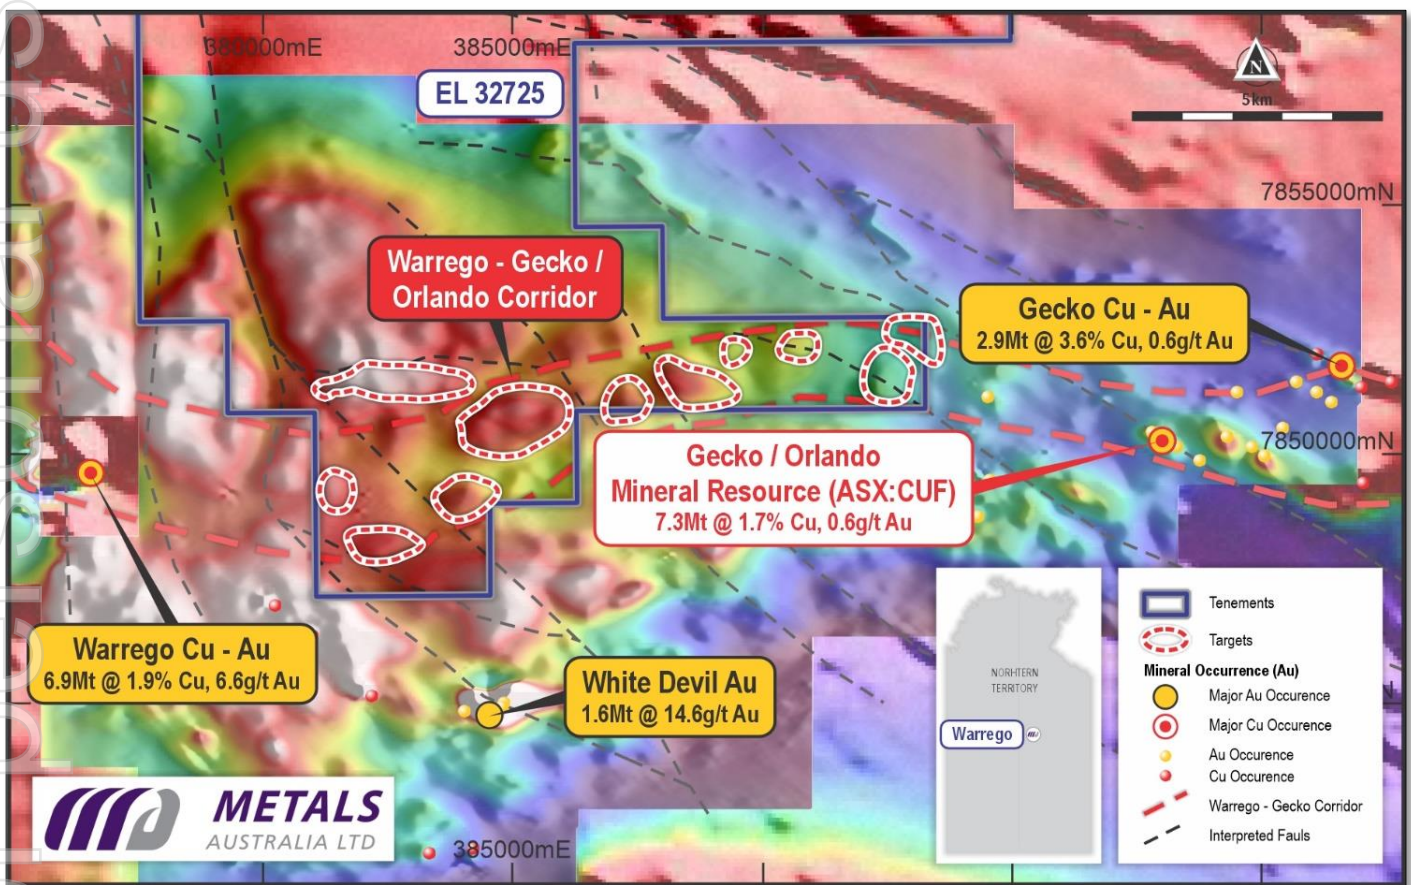 380000mE
385000mE
EL 32725
N
5km
7855000mN
Warrego - Gecko /
Orlando Corridor
Gecko Cu - Au
2.9Mt @ 3.6% Cu, 0.6g/t Au
7850000mN
Gecko / Orlando
Mineral Resource (ASX:CUF)
7.3Mt @ 1.7% Cu, 0.6g/t Au
Warrego Cu - Au
6.9Mt @ 1.9% Cu, 6.6g/t Au
White Devil Au
1.6Mt @ 14.6g/t Au
NORHTERN
TERRITORY
Warrego
Tenements
Targets
Mineral Occurrence (Au)
Major Au Occurence
Major Cu Occurence
Au Occurence
Cu Occurence
Warrego - Gecko Corridor
Interpreted Fauls
METALS
AUSTRALIA LTD
385000mE